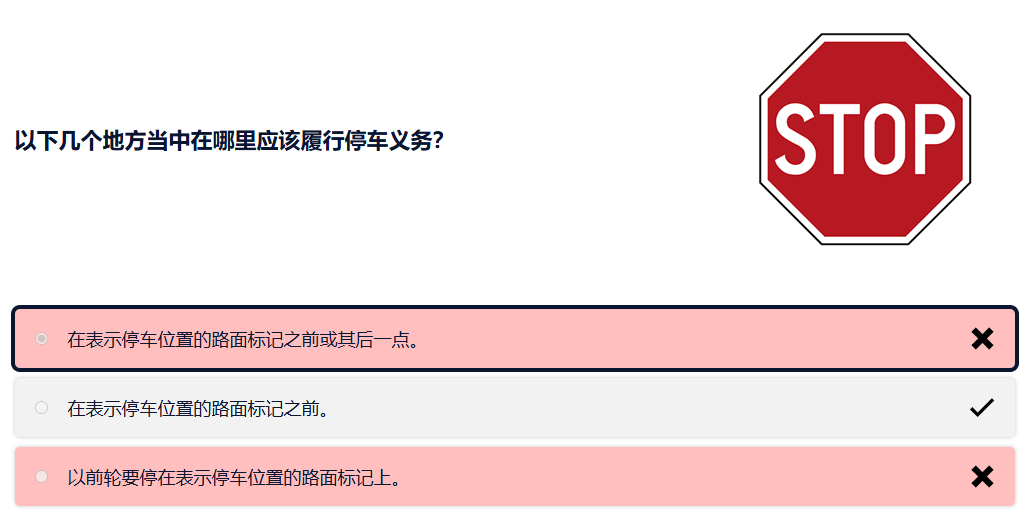 以下几个地方当中在哪里应该履行停车义务?
STOP
在表示停车位置的路面标记之前或其后一点。
在表示停车位置的路面标记之前。
以前轮要停在表示停车位置的路面标记上。